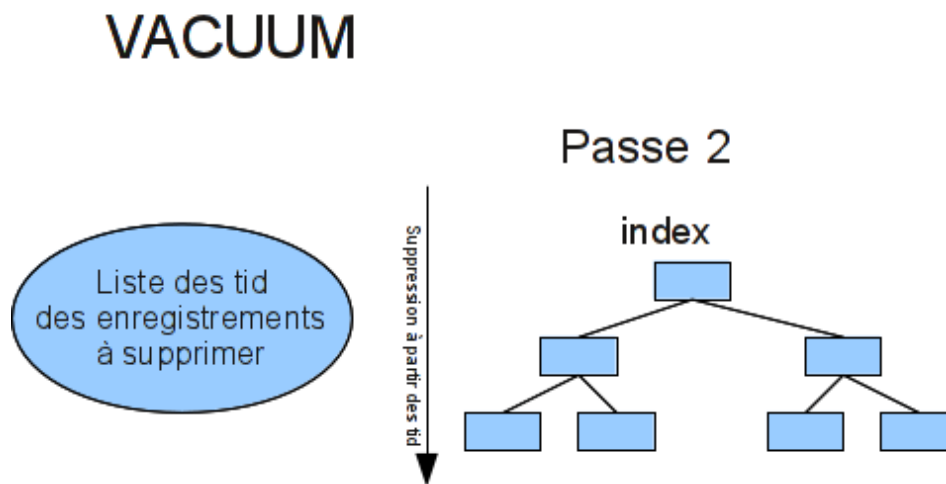 VACUUM
Passe 2
Liste des tid
des enregistrements
à supprimer
Suppression à partir des tid
index